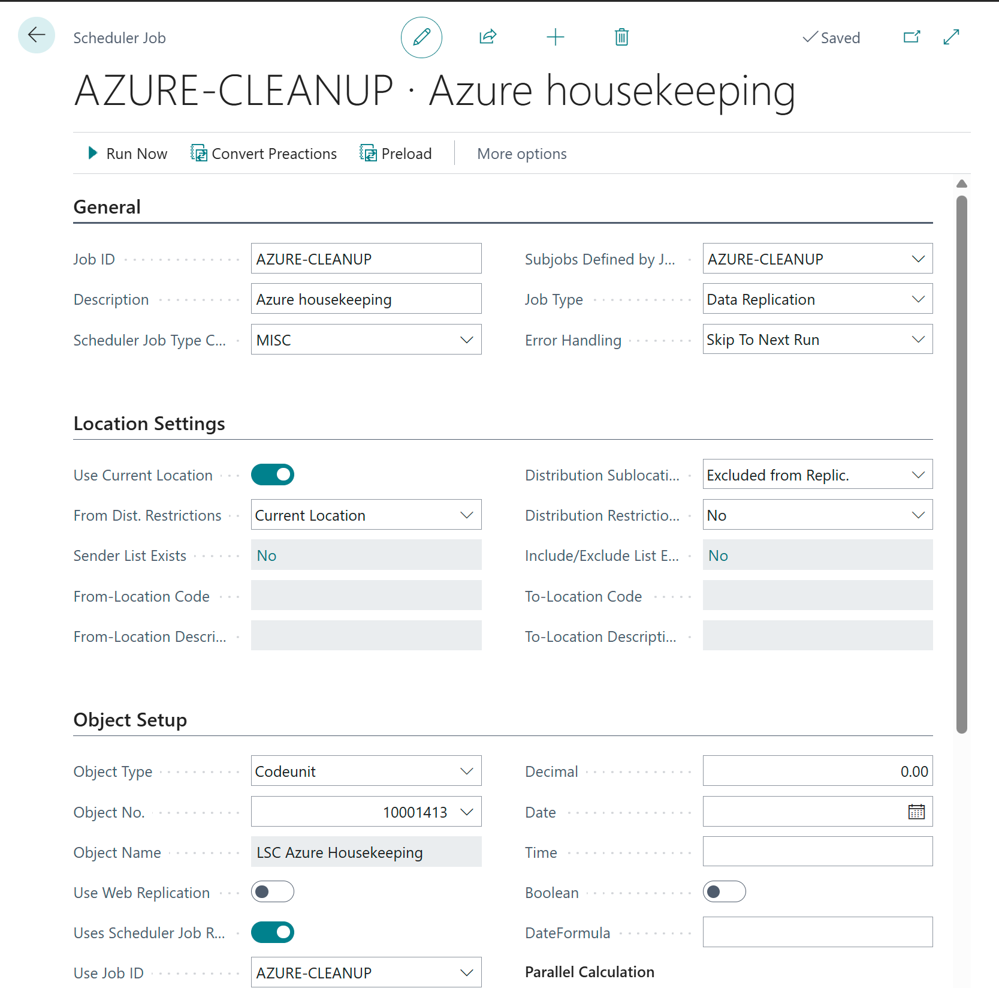 Scheduler Job
Saved
AZURE-CLEANUP · Azure housekeeping
Run Now
Convert Preactions
Preload
More options
General
Job ID
AZURE-CLEANUP
Subjobs Defined by J...
AZURE-CLEANUP
Description
Azure housekeeping
Job Type
Data Replication
Scheduler Job Type C...
MISC
Error Handling
Skip To Next Run
Location Settings
Use Current Location
Distribution Sublocati...
Excluded from Replic.
From Dist. Restrictions
Current Location
Distribution Restrictio...
No
Sender List Exists
No
Include/Exclude List E...
No
From-Location Code
To-Location Code
From-Location Descri...
To-Location Descripti...
Object Setup
Object Type
Codeunit
Decimal
0.00
Object No.
10001413
Date
Object Name
LSC Azure Housekeeping
Time
Use Web Replication
Boolean
Uses Scheduler Job R...
DateFormula
Use Job ID
AZURE-CLEANUP
Parallel Calculation